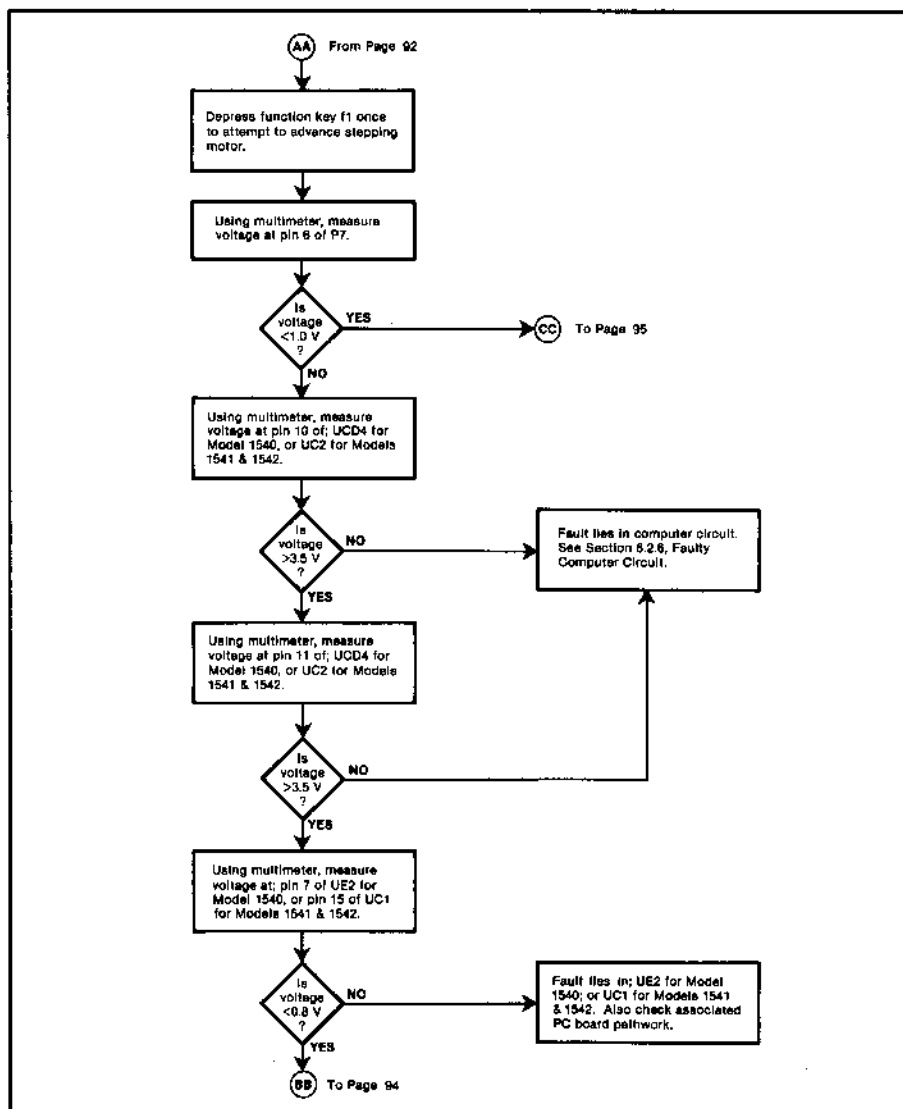 AA From Page 92
Depress function key f1 once
to attempt to advance stepping
motor.
Using multimeter, measure
voltage at pin 6 of P7.
Is
voltage
<1.0 V
?
YES
CC To Page 95
NO
Using multimeter, measure
voltage at pin 10 of; UCD4 for
Model 1540, or UC2 for Models
1541 & 1542.
Is
voltage
>3.5 V
?
NO
Fault lies in computer circuit.
See Section 6.2.6, Faulty
Computer Circuit.
YES
Using multimeter, measure
voltage at pin 11 of; UCD4 for
Model 1540, or UC2 for Models
1541 & 1542.
Is
voltage
>3.5 V
?
NO
YES
Using multimeter, measure
voltage at; pin 7 of UE2 for
Model 1540, or pin 15 of UC1
for Models 1541 & 1542.
Is
voltage
<0.8 V
?
NO
Fault lies in; UE2 for Model
1540; or UC1 for Models 1541
& 1542. Also check associated
PC board pathwork.
YES
BB To Page 94